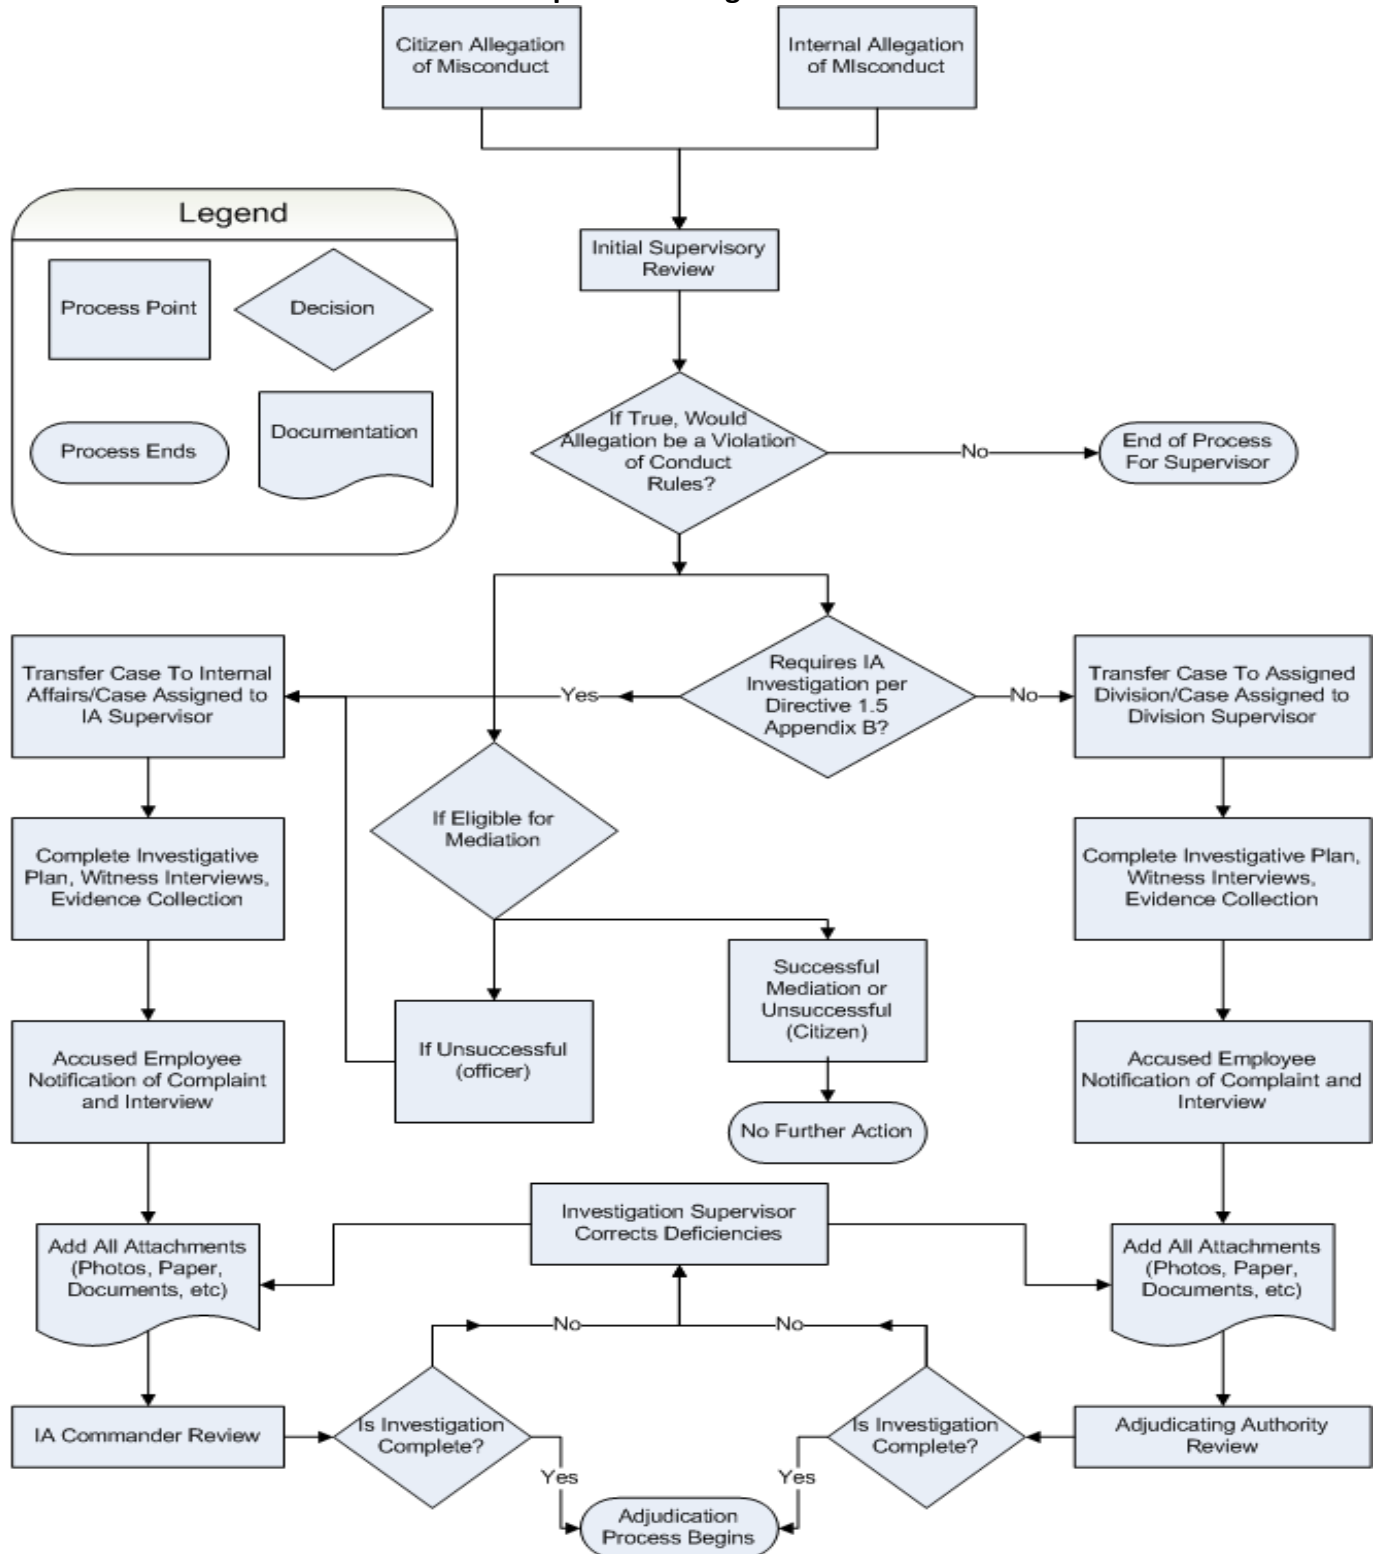 Citizen Allegation
of Misconduct
Internal Allegation
of MIsconduct
Legend
Process Point
Decision
Process Ends
Documentation
Initial Supervisory
Review
If True, Would
Allegation be a Violation
of Conduct
Rules?
No
End of Process
For Supervisor
Transfer Case To Internal
Affairs/Case Assigned to
IA Supervisor
Yes
Requires IA
Investigation per
Directive 1.5
Appendix B?
No
Transfer Case To Assigned
Division/Case Assigned to
Division Supervisor
If Eligible for
Mediation
Complete Investigative
Plan, Witness Interviews,
Evidence Collection
Complete Investigative Plan,
Witness Interviews,
Evidence Collection
Successful
Mediation or
Unsuccessful
(Citizen)
If Unsuccessful
(officer)
Accused Employee
Notification of Complaint
and Interview
Accused Employee
Notification of Complaint and
Interview
No Further Action
Investigation Supervisor
Corrects Deficiencies
Add All Attachments
(Photos, Paper,
Documents, etc)
Add All Attachments
(Photos, Paper,
Documents, etc)
No
No
IA Commander Review
Is Investigation
Complete?
Is Investigation
Complete?
Adjudicating Authority
Review
Yes
Yes
Adjudication
Process Begins